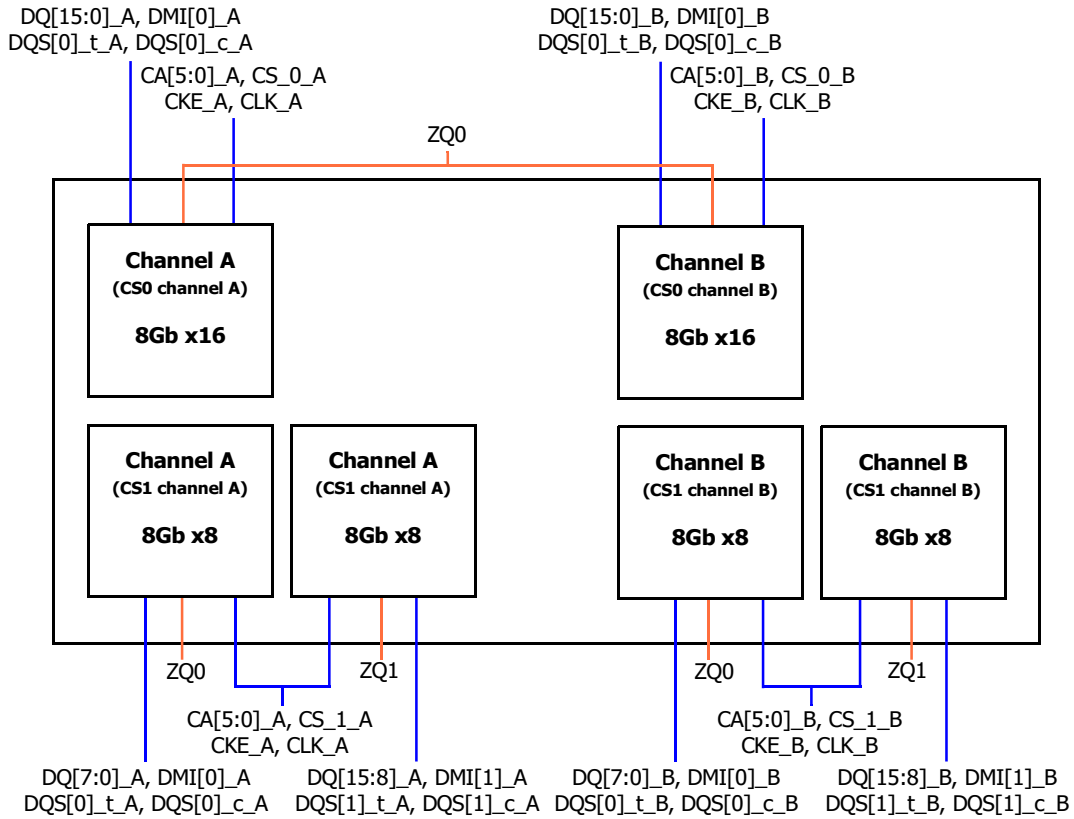 DQ[15:0]_A, DMI[0]_A
DQS[0]_t_A, DQS[0]_c_A
CA[5:0]_A, CS_0_A
CKE_A, CLK_A
DQ[15:0]_B, DMI[0]_B
DQS[0]_t_B, DQS[0]_c_B
CA[5:0]_B, CS_0_B
CKE_B, CLK_B
ZQ0
Channel A
(CS0 channel A)
8Gb x16
Channel B
(CS0 channel B)
8Gb x16
Channel A
(CS1 channel A)
8Gb x8
Channel A
(CS1 channel A)
8Gb x8
Channel B
(CS1 channel B)
8Gb x8
Channel B
(CS1 channel B)
8Gb x8
ZQ0
ZQ1
ZQ0
ZQ1
CA[5:0]_A, CS_1_A
CKE_A, CLK_A
CA[5:0]_B, CS_1_B
CKE_B, CLK_B
DQ[7:0]_A, DMI[0]_A
DQS[0]_t_A, DQS[0]_c_A
DQ[15:8]_A, DMI[1]_A
DQS[1]_t_A, DQS[1]_c_A
DQ[7:0]_B, DMI[0]_B
DQS[0]_t_B, DQS[0]_c_B
DQ[15:8]_B, DMI[1]_B
DQS[1]_t_B, DQS[1]_c_B